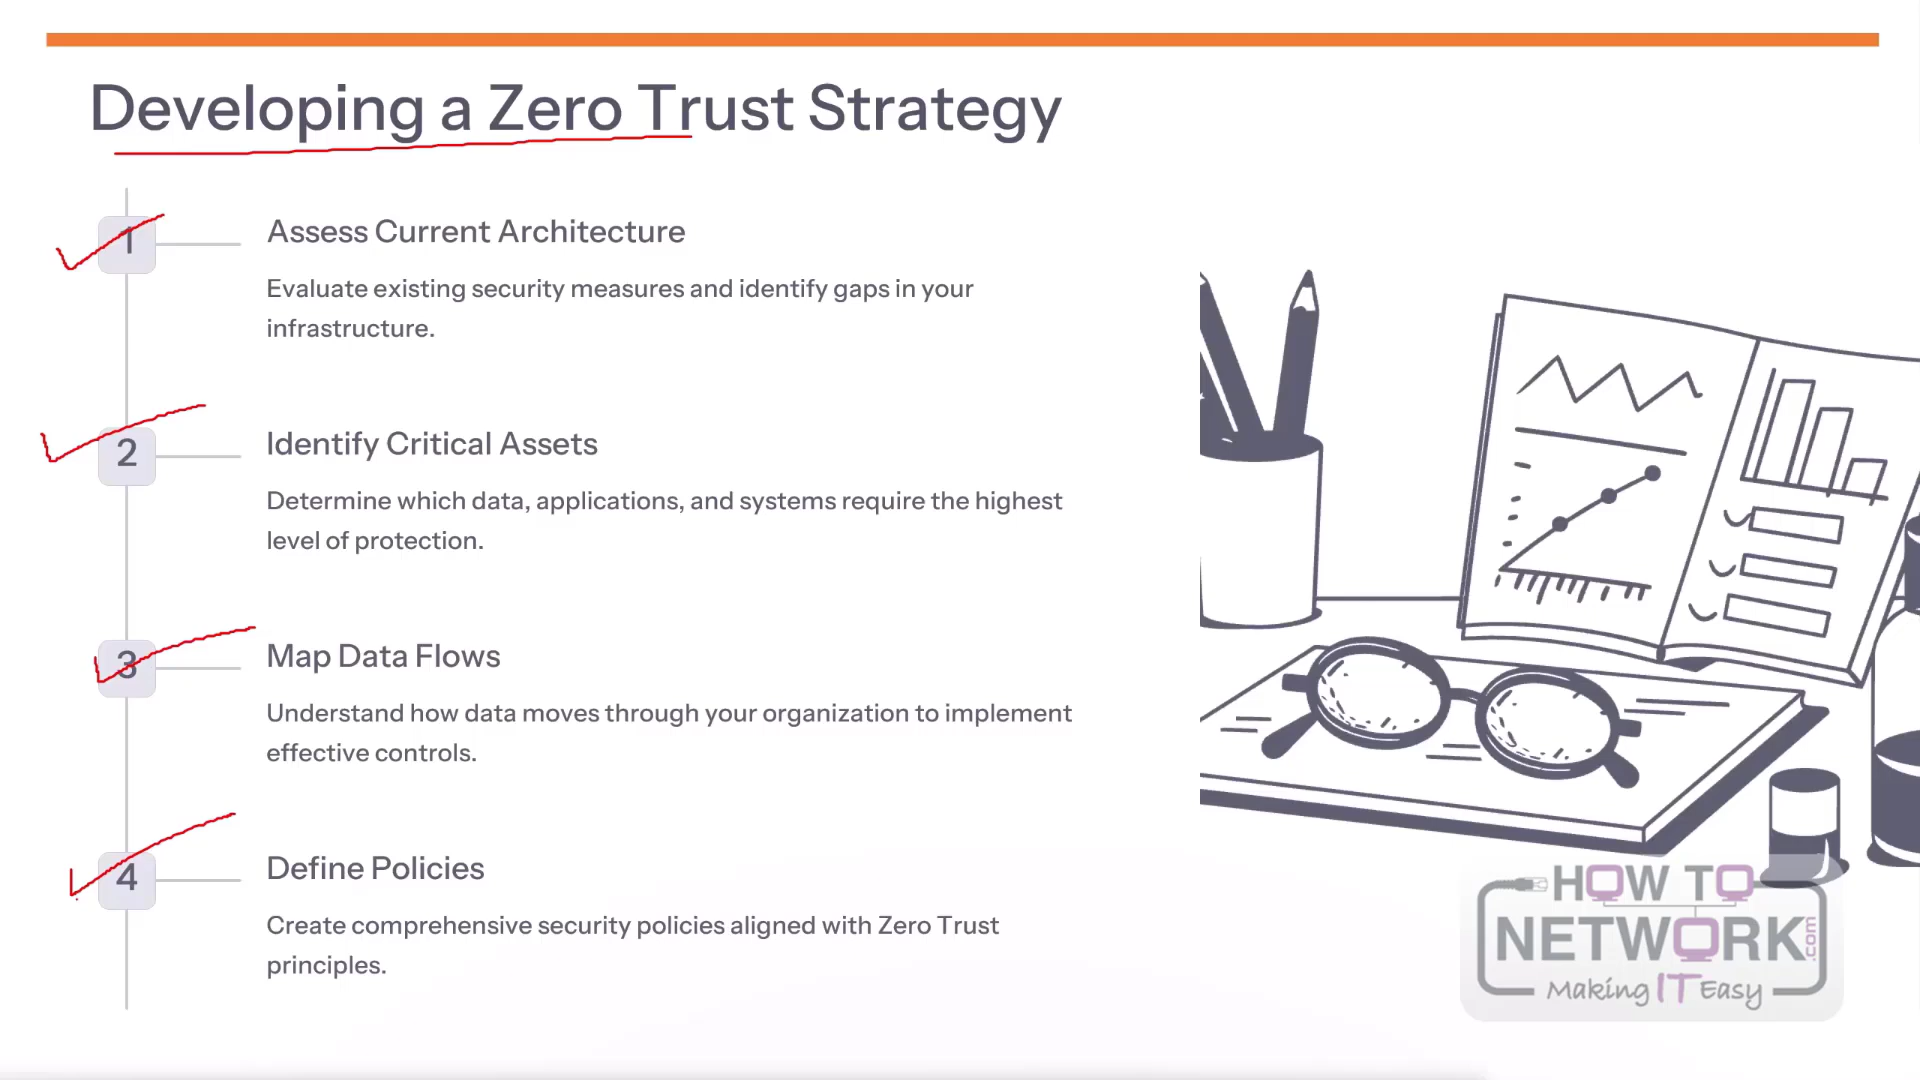 Developing a Zero Trust Strategy
1
Assess Current Architecture
Evaluate existing security measures and identify gaps in your
infrastructure.
2
Identify Critical Assets
Determine which data, applications, and systems require the highest
level of protection.
3
Map Data Flows
Understand how data moves through your organization to implement
effective controls.
4
Define Policies
Create comprehensive security policies aligned with Zero Trust
principles.
HOW TO
NETWORK.com
Making IT Easy